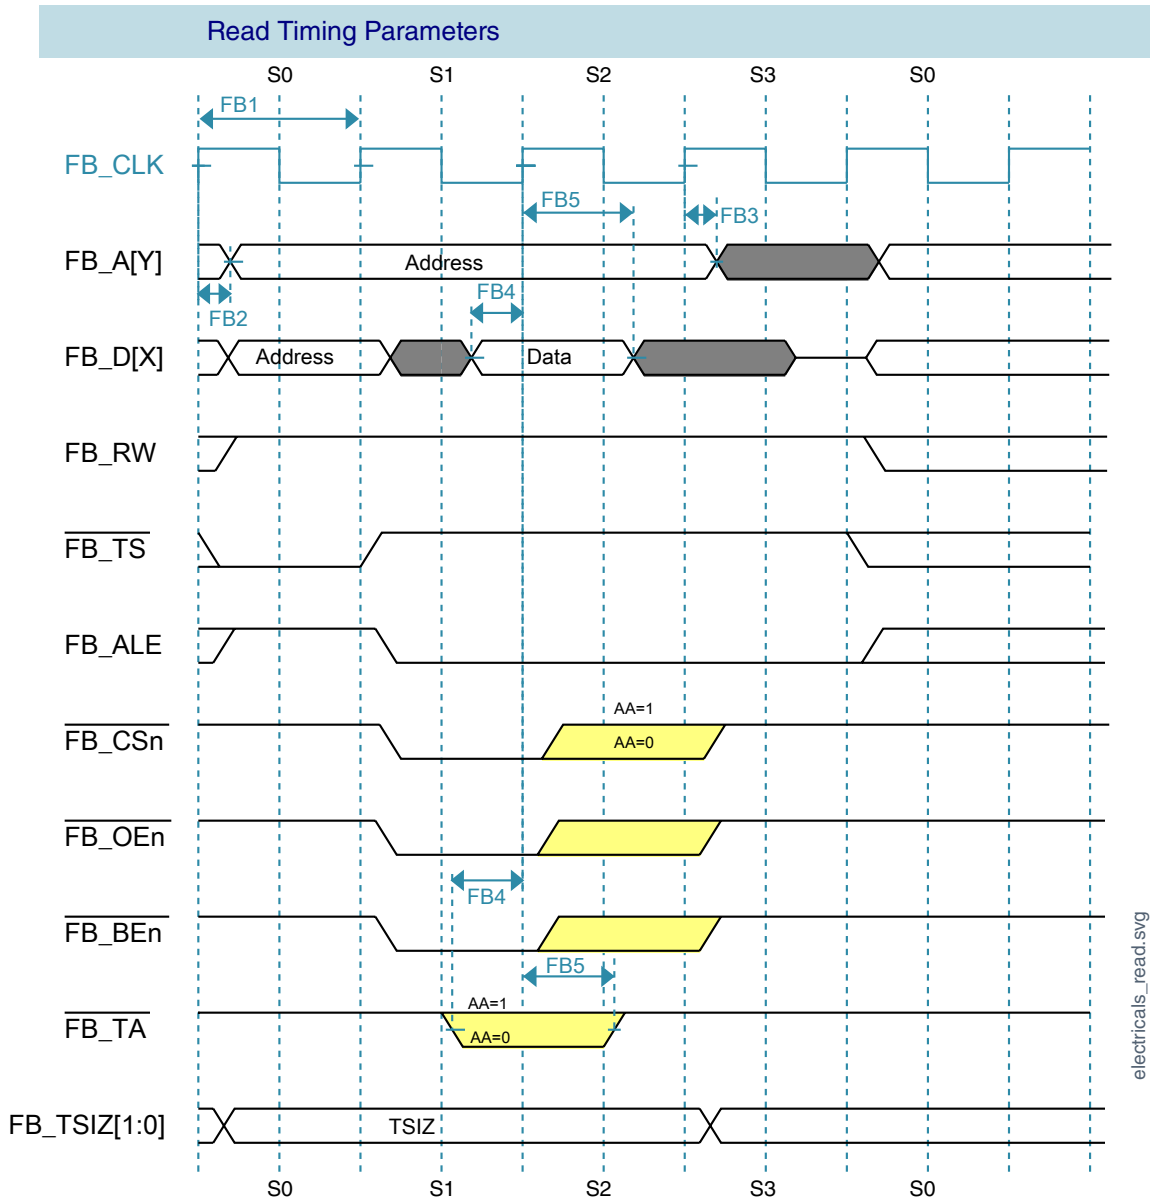 Read Timing Parameters
S0 S1 S2 S3 S0
FB1
FB_CLK
FB5
FB3
FB_A[Y]
Address
FB4
FB2
FB_D[X]
Address
Data
FB_RW
FB_TS
FB_ALE
AA=1
FB_CSn
AA=0
FB_OEn
FB4
FB_BEn
FB5
AA=1
FB_TA
AA=0
FB_TSIZ[1:0]
TSIZ
S0 S1 S2 S3 S0
electricals_read.svg